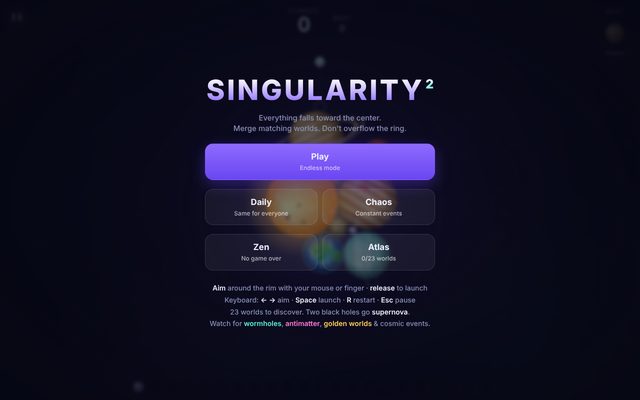 0
SINGULARITY²
Everything falls toward the center.
Merge matching worlds. Don't overflow the ring.
Play
Endless mode
Daily
Same for everyone
Chaos
Constant events
Zen
No game over
Atlas
0/23 worlds
Aim around the rim with your mouse or finger · release to launch
Keyboard: ← → aim · Space launch · R restart · Esc pause
23 worlds to discover. Two black holes go supernova.
Watch for wormholes, antimatter, golden worlds & cosmic events.